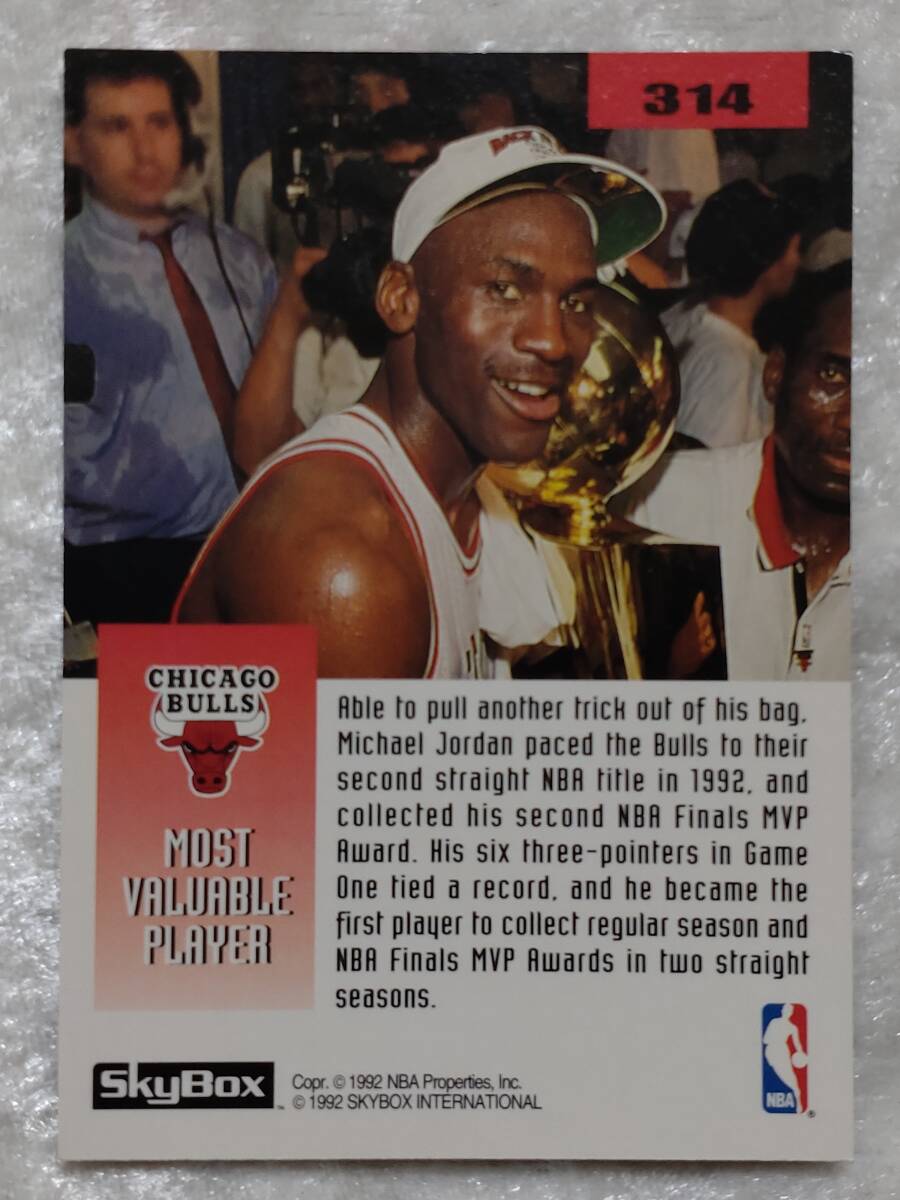 314
BACK
CHICAGO
BULLS
MOST
VALUABLE
PLAYER
Able to pull another trick out of his bag,
Michael Jordan paced the Bulls to their
second straight NBA title in 1992, and
collected his second NBA Finals MVP
Award. His six three-pointers in Game
One tied a record, and he became the
first player to collect regular season and
NBA Finals MVP Awards in two straight
seasons.
SkyBox™
Copr. © 1992 NBA Properties, Inc.
© 1992 SKYBOX INTERNATIONAL
NBA®